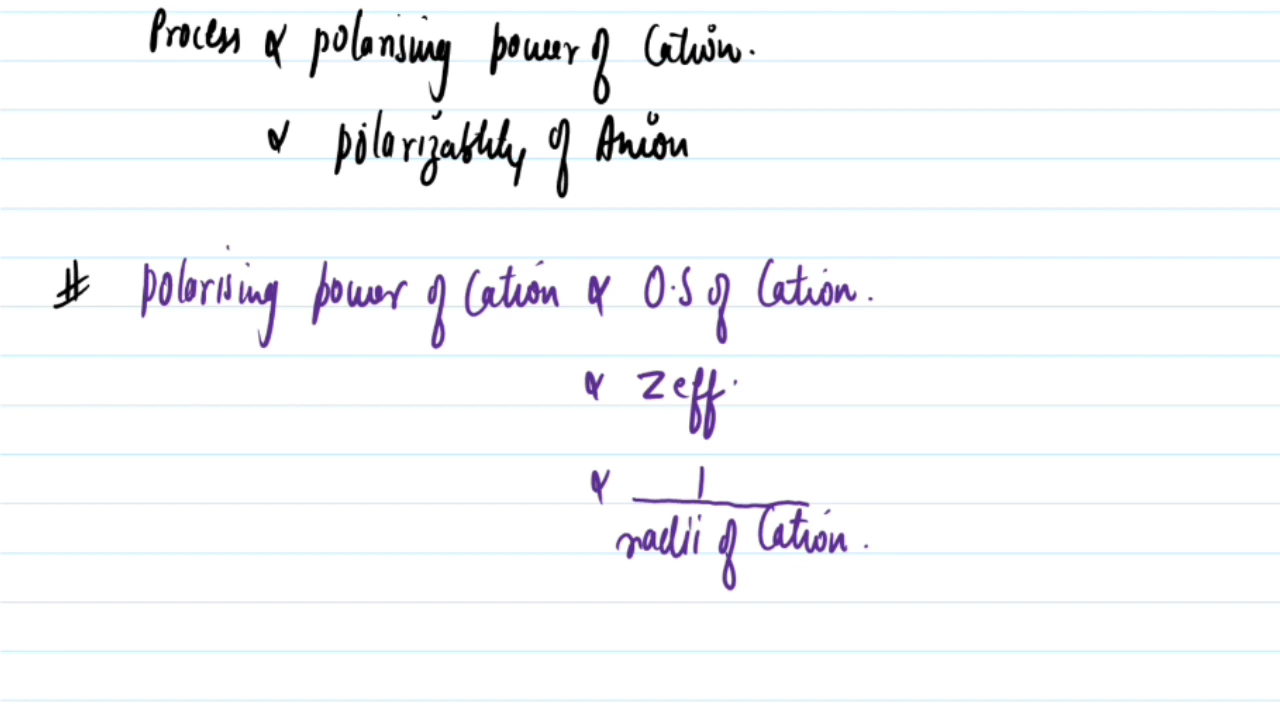 Process ∝ polarising power of Cation.
∝ polarizability of Anion
# polarising power of Cation ∝ O.S of Cation.
∝ Zeff.
∝ 1
radii of Cation.